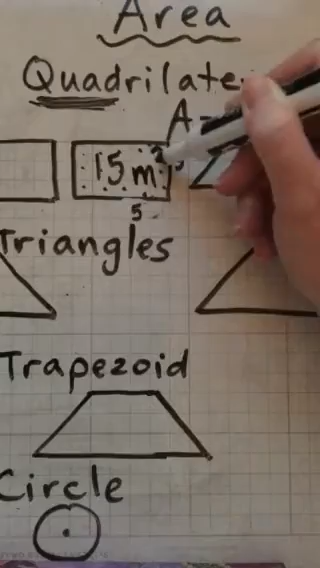 Area
Quadrilate
A=
15 m²
5
Triangles
Trapezoid
Circle